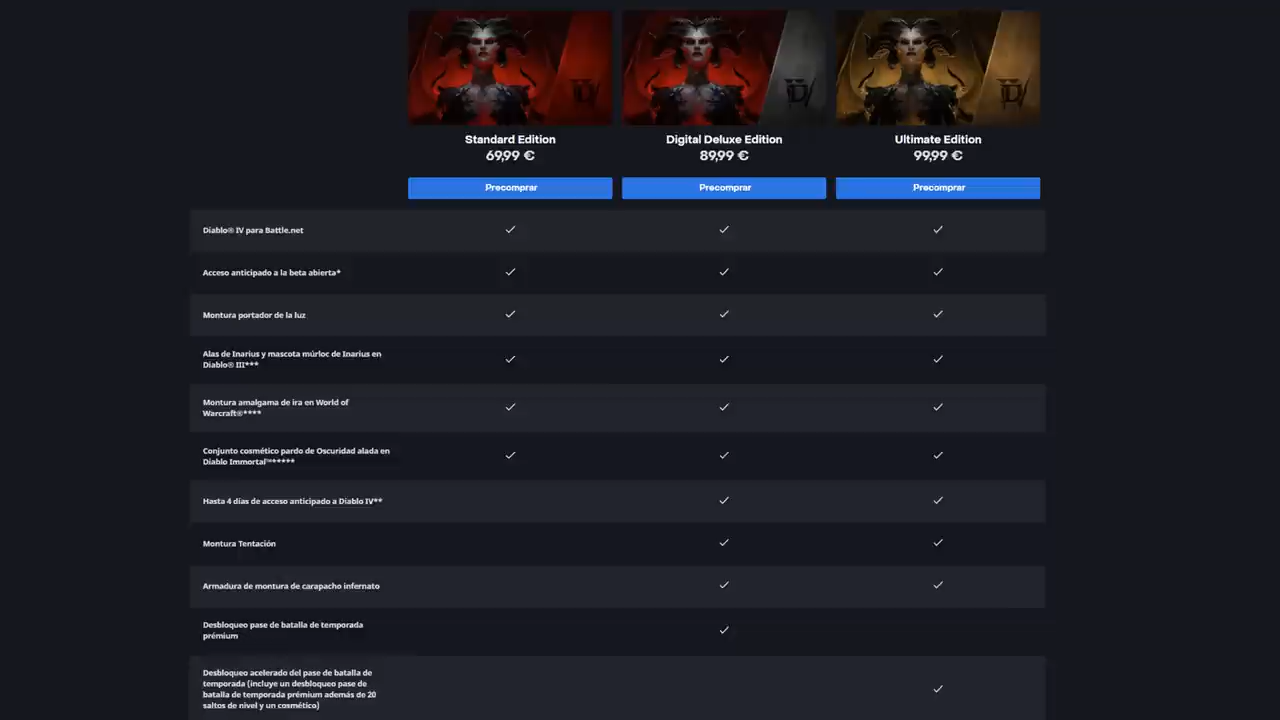 Standard Edition
69,99 €
Precomprar
Digital Deluxe Edition
89,99 €
Precomprar
Ultimate Edition
99,99 €
Precomprar
Diablo® IV para Battle.net
Acceso anticipado a la beta abierta*
Montura portador de la luz
Alas de Inarius y mascota múrloc de Inarius en
Diablo® III***
Montura amalgama de ira en World of
Warcraft®****
Conjunto cosmético pardo de Oscuridad alada en
Diablo Immortal™*****
Hasta 4 días de acceso anticipado a Diablo IV**
Montura Tentación
Armadura de montura de carapacho infernato
Desbloqueo pase de batalla de temporada
prémium
Desbloqueo acelerado del pase de batalla de
temporada (incluye un desbloqueo pase de
batalla de temporada prémium además de 20
saltos de nivel y un cosmético)